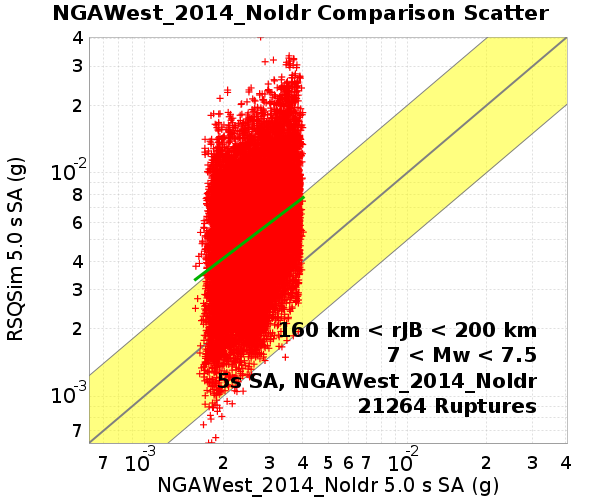 NGAWest_2014_NoIdr Comparison Scatter
RSQSim 5.0 s SA (g)
4
3
2
10-2
8
6
4
3
2
10-3
7
160 km < rJB < 200 km
7 < Mw < 7.5
5s SA, NGAWest_2014_NoIdr
21264 Ruptures
7 10-3 2 3 4 5 6 7 10-2 2 3 4
NGAWest_2014_NoIdr 5.0 s SA (g)